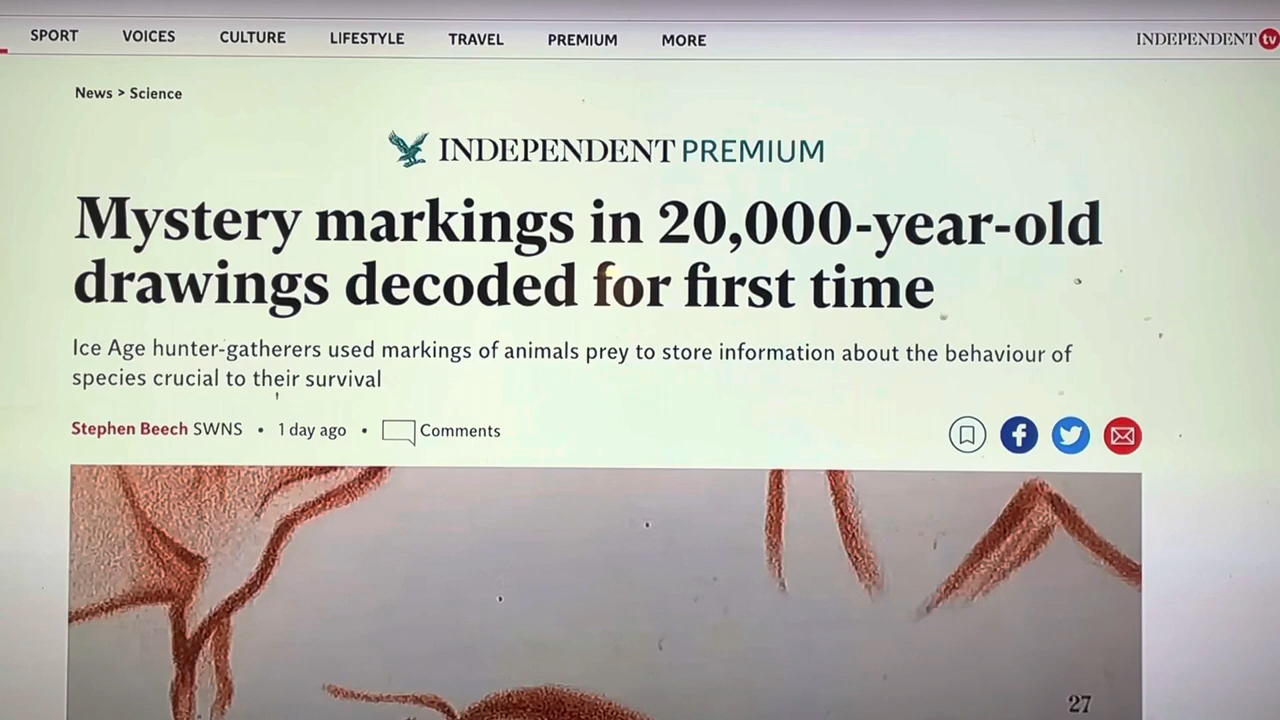 SPORT VOICES CULTURE LIFESTYLE TRAVEL PREMIUM MORE INDEPENDENT tv
News > Science
INDEPENDENT PREMIUM
Mystery markings in 20,000-year-old
drawings decoded for first time
Ice Age hunter-gatherers used markings of animals prey to store information about the behaviour of
species crucial to their survival
Stephen Beech SWNS • 1 day ago • Comments
27